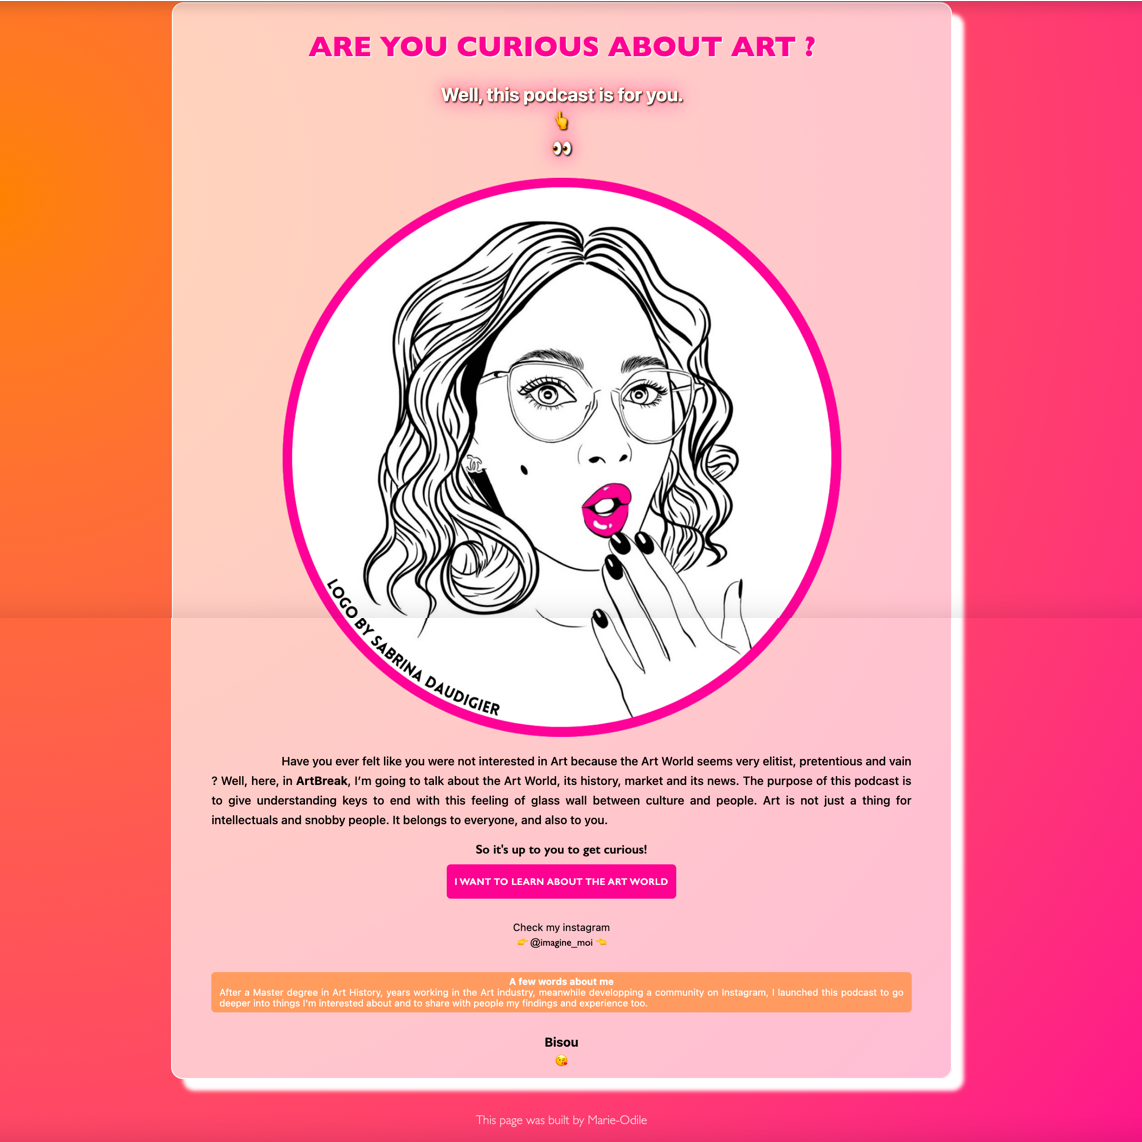 ARE YOU CURIOUS ABOUT ART ?
Well, this podcast is for you.
👆
👀
LOGO BY SABRINA DAUDIGIER
Have you ever felt like you were not interested in Art because the Art World seems very elitist, pretentious and vain
? Well, here, in ArtBreak, I'm going to talk about the Art World, its history, market and its news. The purpose of this podcast is
to give understanding keys to end with this feeling of glass wall between culture and people. Art is not just a thing for
intellectuals and snobby people. It belongs to everyone, and also to you.
So it's up to you to get curious!
I WANT TO LEARN ABOUT THE ART WORLD
Check my instagram
👉 @imagine_moi 👈
A few words about me
After a Master degree in Art History, years working in the Art industry, meanwhile developping a community on Instagram, I launched this podcast to go
deeper into things I'm interested about and to share with people my findings and experience too.
Bisou
😘
This page was built by Marie-Odile